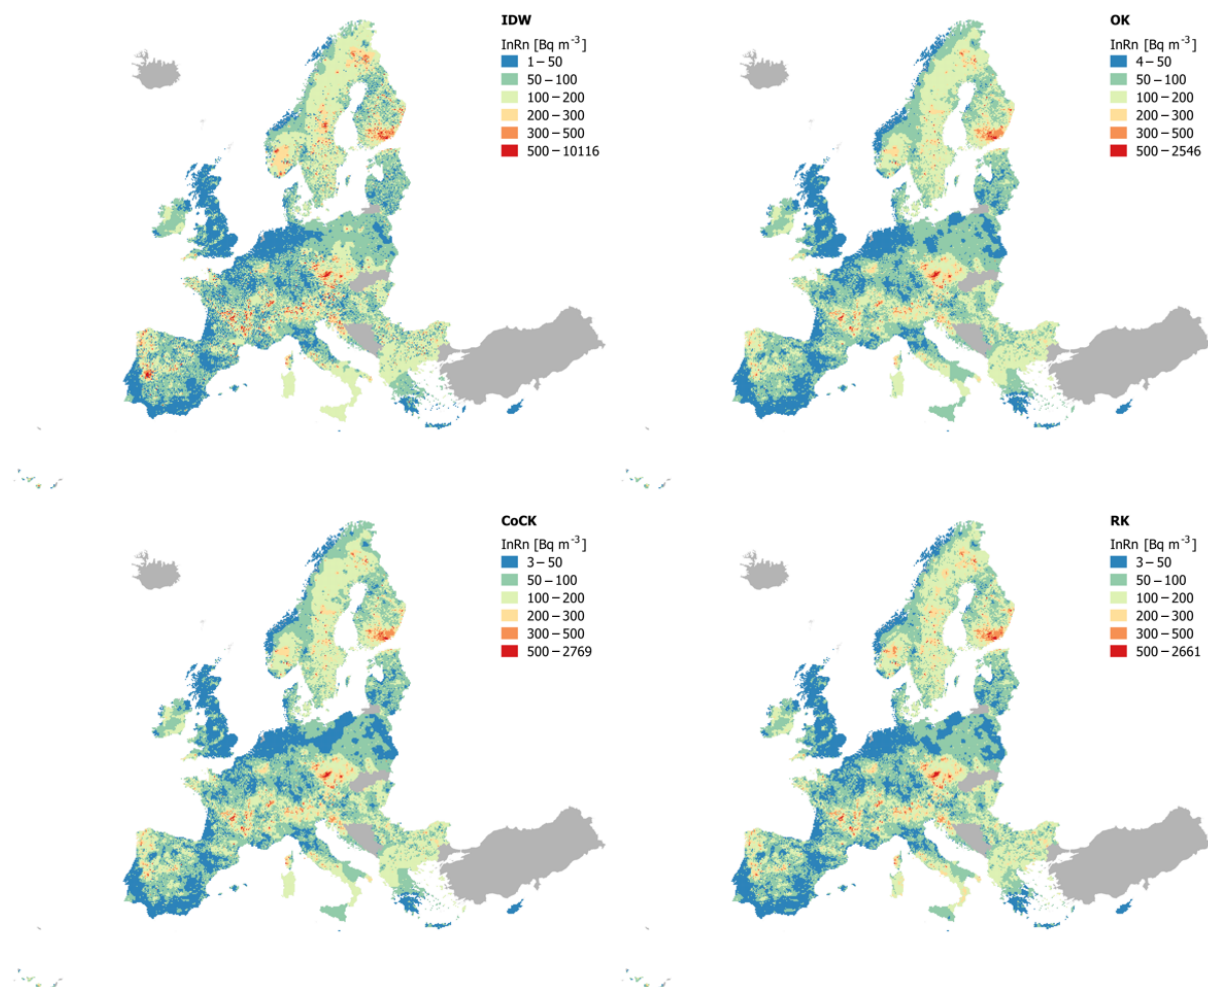 IDW
InRn [Bq m⁻³]
1 – 50
50 – 100
100 – 200
200 – 300
300 – 500
500 – 10116
OK
InRn [Bq m⁻³]
4 – 50
50 – 100
100 – 200
200 – 300
300 – 500
500 – 2546
CoCK
InRn [Bq m⁻³]
3 – 50
50 – 100
100 – 200
200 – 300
300 – 500
500 – 2769
RK
InRn [Bq m⁻³]
3 – 50
50 – 100
100 – 200
200 – 300
300 – 500
500 – 2661